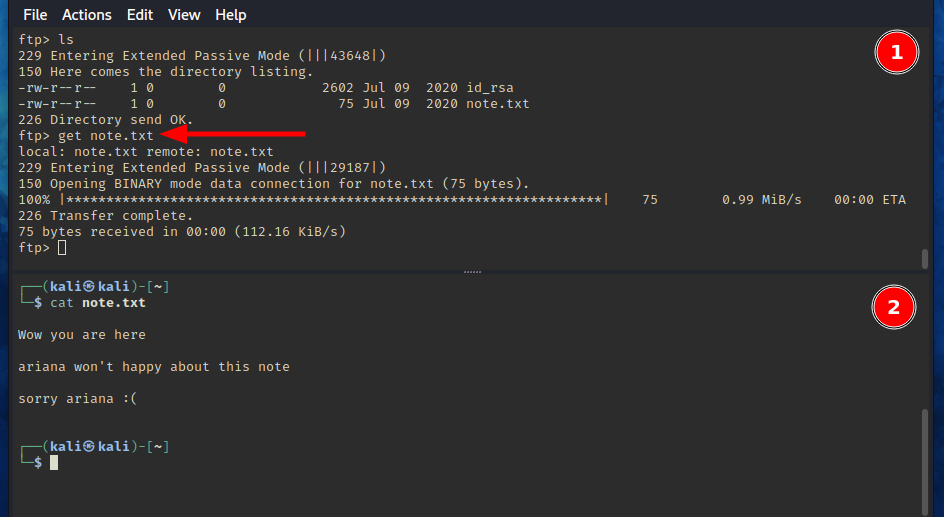 File Actions Edit View Help
ftp> ls
229 Entering Extended Passive Mode (|||43648|)
150 Here comes the directory listing.
-rw-r--r--    1 0        0            2602 Jul 09  2020 id_rsa
-rw-r--r--    1 0        0              75 Jul 09  2020 note.txt
226 Directory send OK.
ftp> get note.txt
local: note.txt remote: note.txt
229 Entering Extended Passive Mode (|||29187|)
150 Opening BINARY mode data connection for note.txt (75 bytes).
100% |*******************************************************************|    75        0.99 MiB/s    00:00 ETA
226 Transfer complete.
75 bytes received in 00:00 (112.16 KiB/s)
ftp>
1
┌──(kali㉿kali)-[~]
└─$ cat note.txt
2
Wow you are here
ariana won't happy about this note
sorry ariana :(
┌──(kali㉿kali)-[~]
└─$